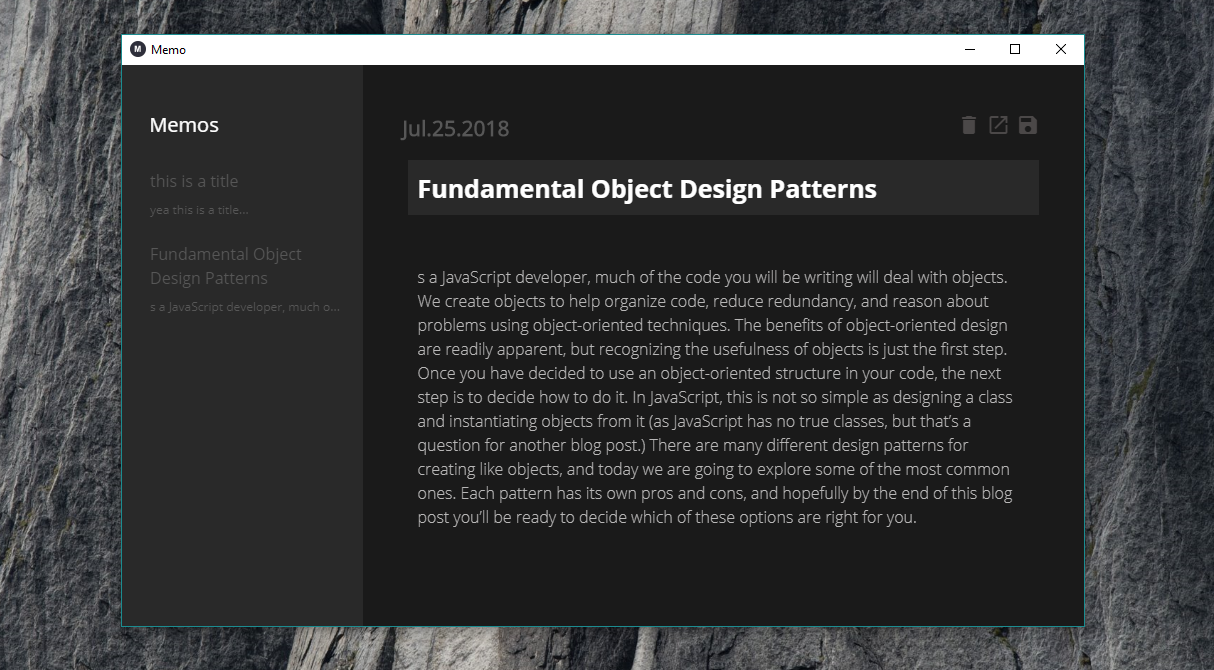 M Memo
Memos
this is a title
yea this is a title...
Fundamental Object
Design Patterns
s a JavaScript developer, much o...
Jul.25.2018
Fundamental Object Design Patterns
s a JavaScript developer, much of the code you will be writing will deal with objects.
We create objects to help organize code, reduce redundancy, and reason about
problems using object-oriented techniques. The benefits of object-oriented design
are readily apparent, but recognizing the usefulness of objects is just the first step.
Once you have decided to use an object-oriented structure in your code, the next
step is to decide how to do it. In JavaScript, this is not so simple as designing a class
and instantiating objects from it (as JavaScript has no true classes, but that’s a
question for another blog post.) There are many different design patterns for
creating like objects, and today we are going to explore some of the most common
ones. Each pattern has its own pros and cons, and hopefully by the end of this blog
post you’ll be ready to decide which of these options are right for you.